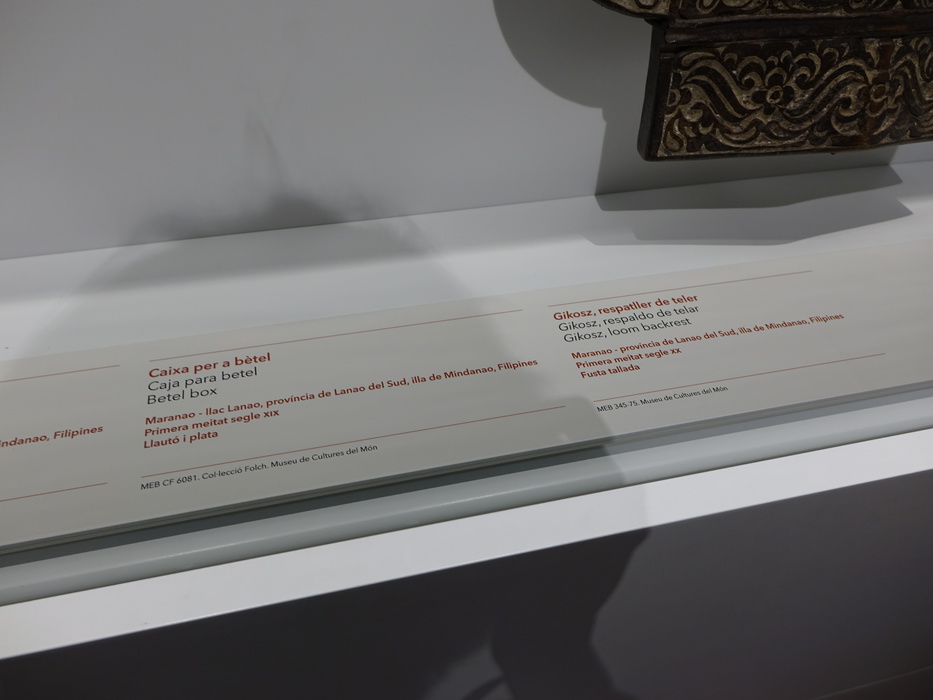 indanao, Filipines
Caixa per a bètel
Caja para betel
Betel box
Maranao - llac Lanao, província de Lanao del Sud, illa de Mindanao, Filipines
Primera meitat segle XIX
Llautó i plata
MEB CF 6081. Col·lecció Folch. Museu de Cultures del Món
Gikosz, respatller de teler
Gikosz, respaldo de telar
Gikosz, loom backrest
Maranao - província de Lanao del Sud, illa de Mindanao, Filipines
Primera meitat segle XX
Fusta tallada
MEB 345-75. Museu de Cultures del Món